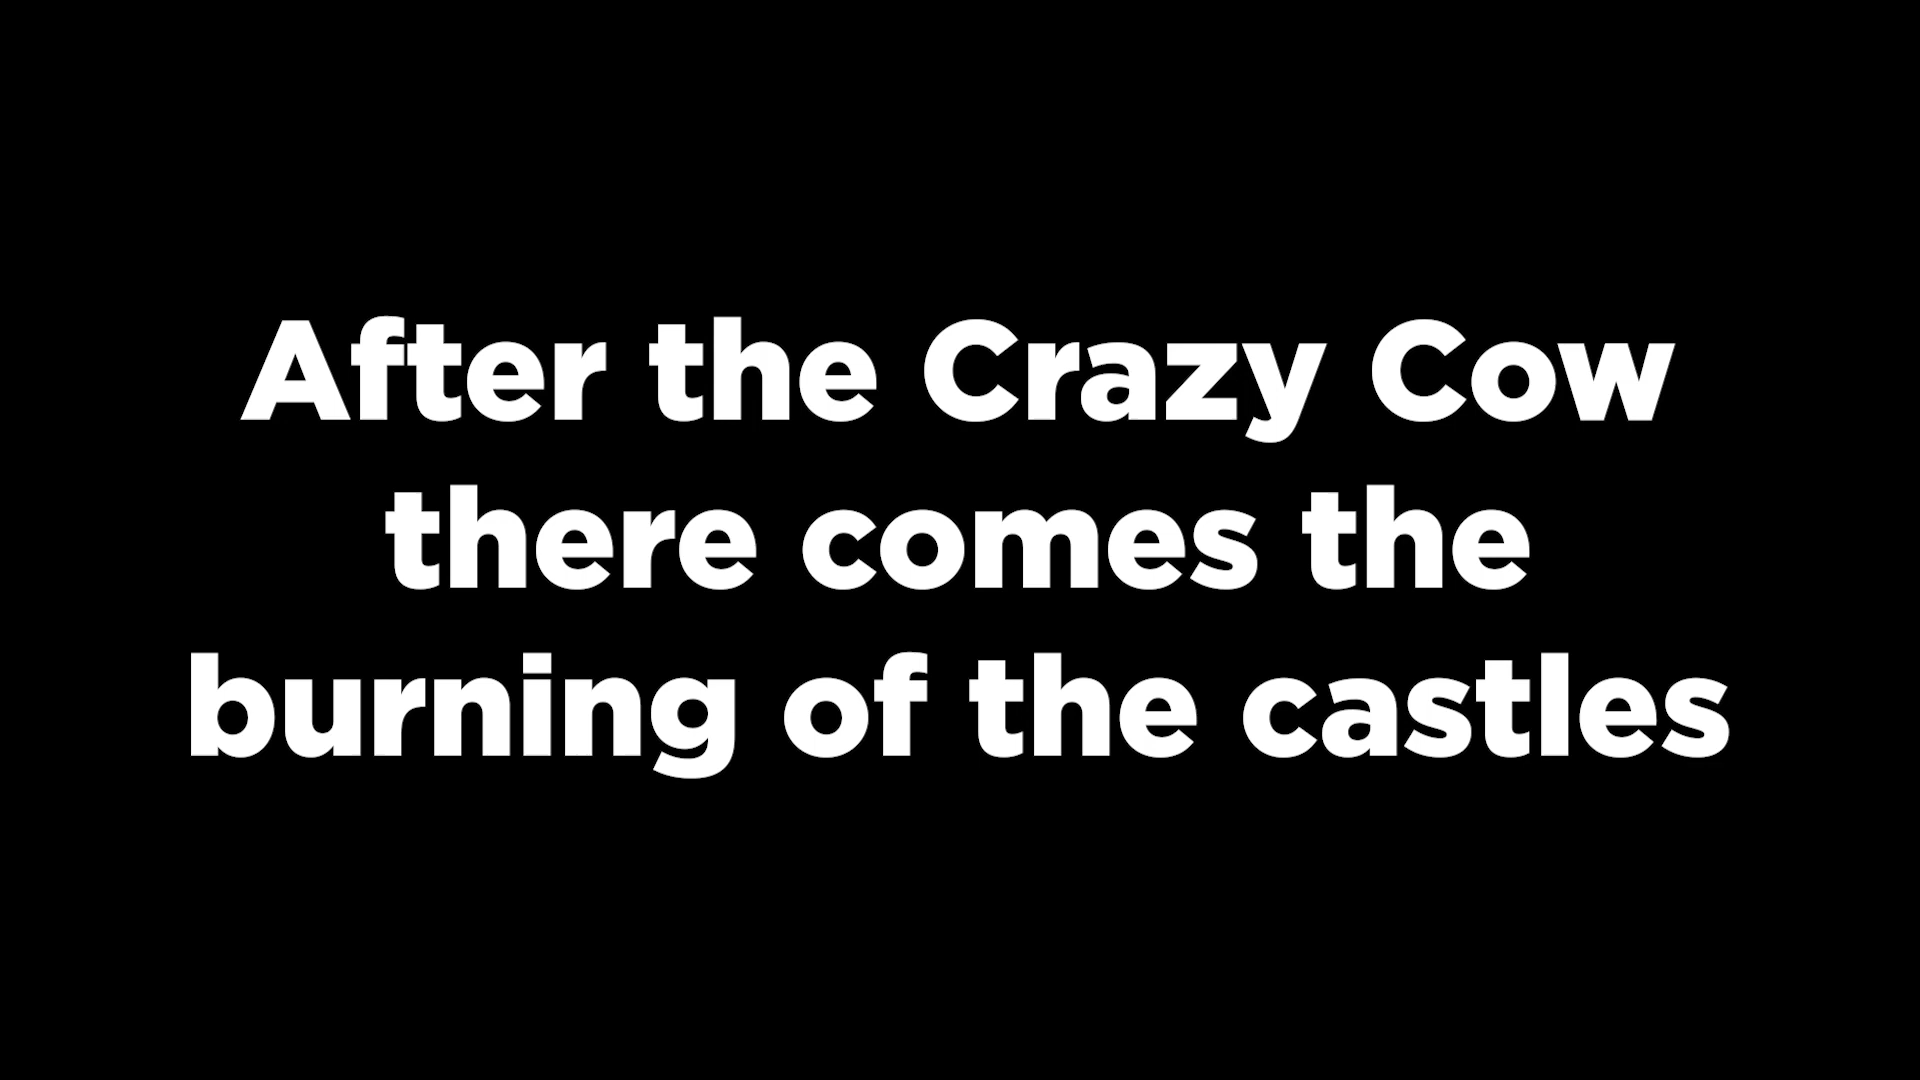 After the Crazy Cow
there comes the
burning of the castles